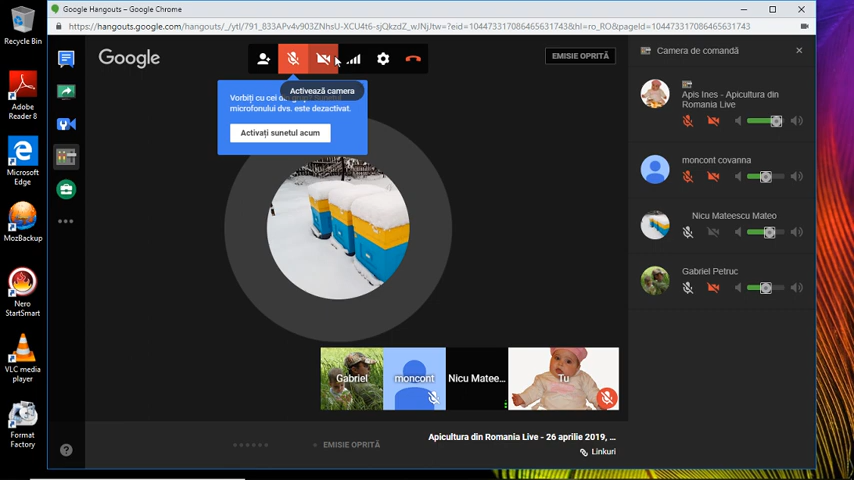 Google Hangouts - Google Chrome
https://hangouts.google.com/hangouts/_/ytl/791_833APv4v903ZNhsU-XCU4t6-sjQkzdZ_wJNjJtw=?eid=104473317086465631743&hl=ro_RO&pageId=104473317086465631743
Recycle Bin
Adobe
Reader 8
Microsoft
Edge
MozBackup
Nero
StartSmart
VLC media
player
Format
Factory
Google
EMISIE OPRITĂ
Activează camera
Vorbiți cu cei din
microfonului dvs. este dezactivat.
Activați sunetul acum
Camera de comandă
Apis Ines - Apicultura din
Romania Live
moncont covanna
Nicu Mateescu Mateo
Gabriel Petruc
Gabriel
moncont
Nicu Matee...
Tu
EMISIE OPRITĂ
Apicultura din Romania Live - 26 aprilie 2019, ...
Linkuri